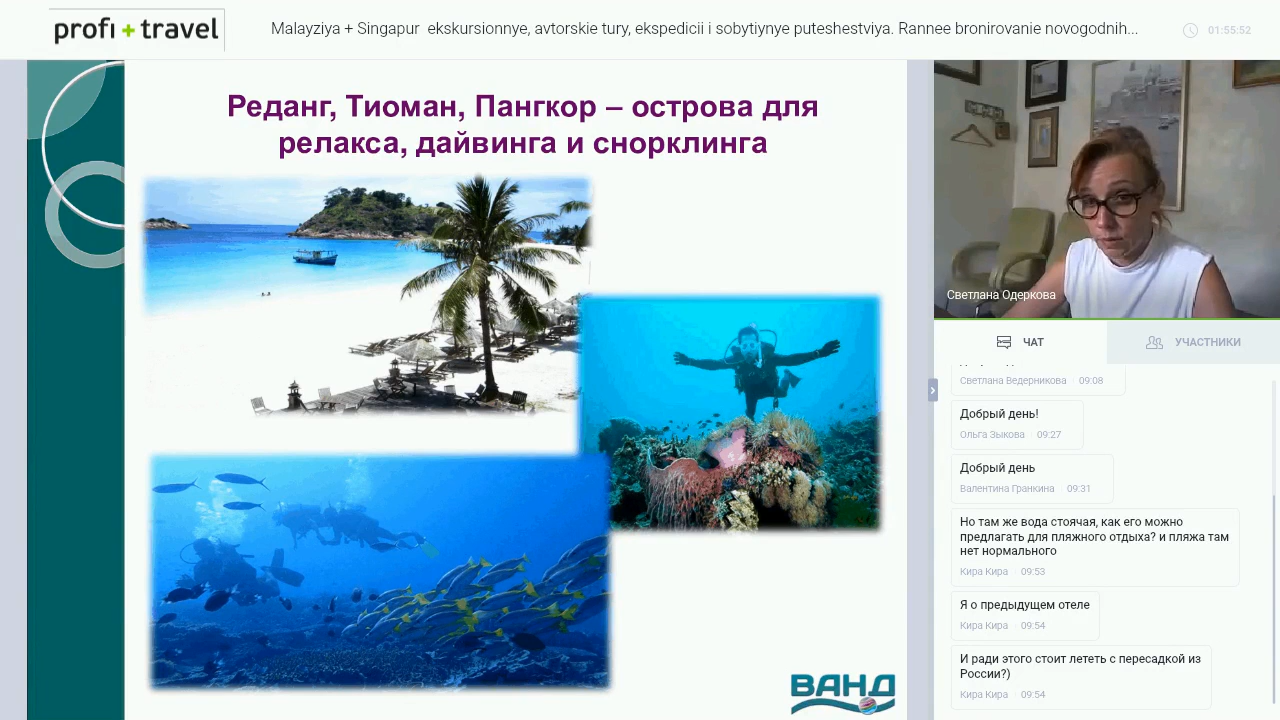 profi + travel
Malayziya + Singapur ekskursionnye, avtorskie tury, ekspedicii i sobytiynye puteshestviya. Rannee bronirovanie novogodnih...
01:55:52
Реданг, Тиоман, Пангкор – острова для
релакса, дайвинга и снорклинга
ВАНД
Светлана Одеркова
ЧАТ
УЧАСТНИКИ
Светлана Ведерникова 09:08
Добрый день!
Ольга Зыкова 09:27
Добрый день
Валентина Гранкина 09:31
Но там же вода стоячая, как его можно
предлагать для пляжного отдыха? и пляжа там
нет нормального
Кира Кира 09:53
Я о предыдущем отеле
Кира Кира 09:54
И ради этого стоит лететь с пересадкой из
России?)
Кира Кира 09:54